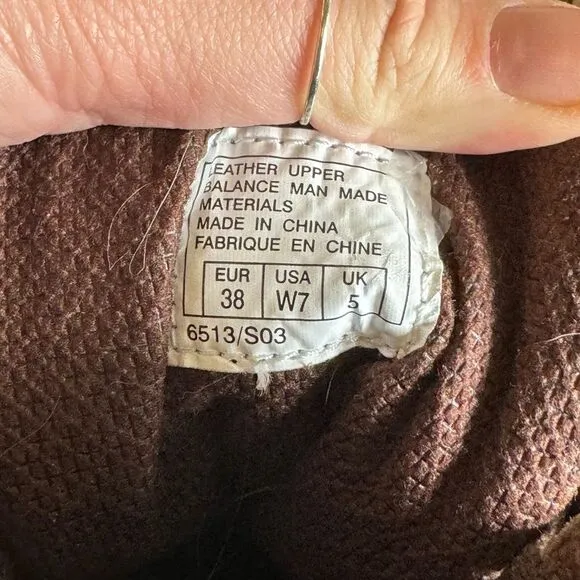 LEATHER UPPER
BALANCE MAN MADE
MATERIALS
MADE IN CHINA
FABRIQUE EN CHINE
EUR USA UK
38 W7 5
6513/S03